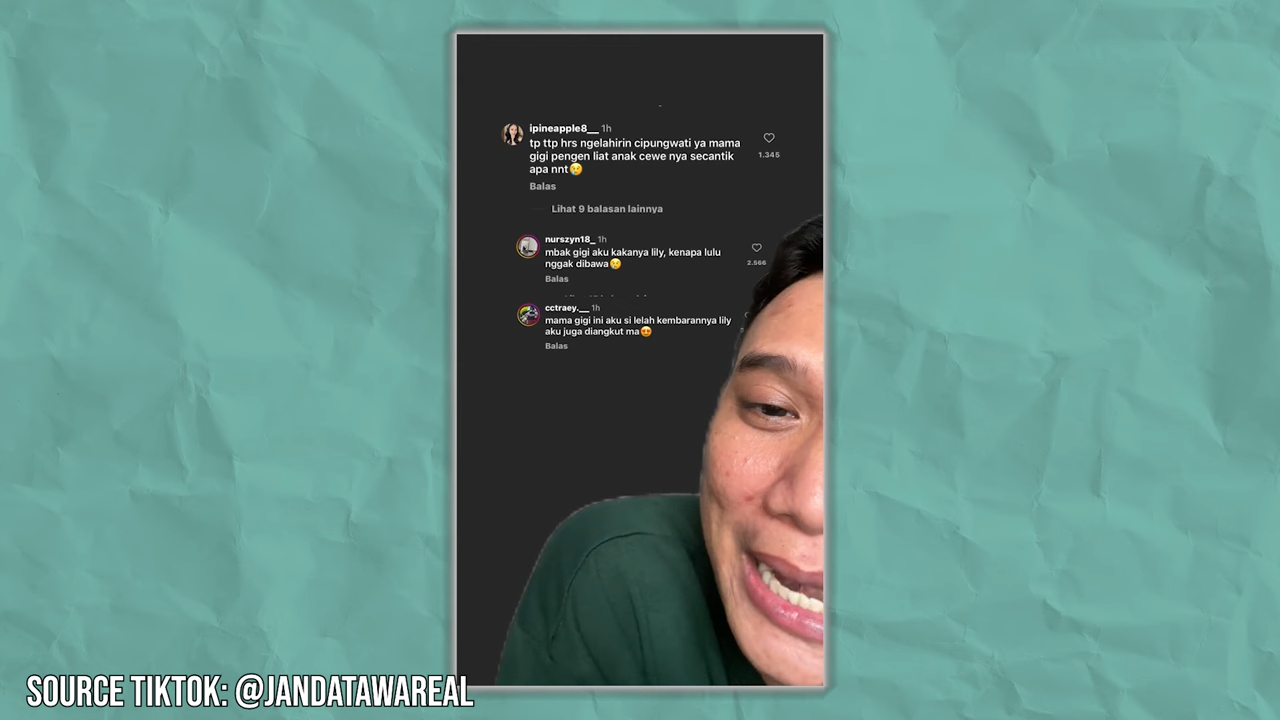 ipineapple8__ 1h
tp ttp hrs ngelahirin cipungwati ya mama
gigi pengen liat anak cewe nya secantik
apa nnt😢
1.345
Balas
Lihat 9 balasan lainnya
nurszyn18_ 1h
mbak gigi aku kakanya lily, kenapa lulu
nggak dibawa😢
2.566
Balas
cctraey.__ 1h
mama gigi ini aku si lelah kembarannya lily
aku juga diangkut ma😍
Balas
SOURCE TIKTOK: @JANDATAWAREAL